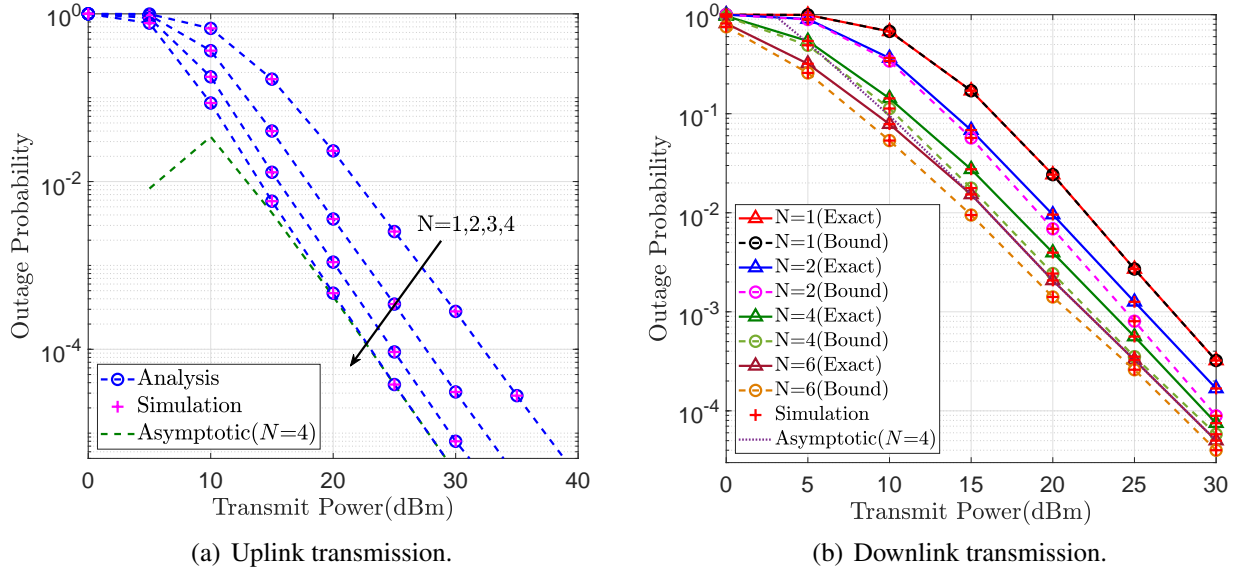 10^0
10^-2
10^-4
Outage Probability
N=1,2,3,4
Analysis
Simulation
Asymptotic(N=4)
0 10 20 30 40
Transmit Power(dBm)
(a) Uplink transmission.
10^0
10^-1
10^-2
10^-3
10^-4
Outage Probability
N=1(Exact)
N=1(Bound)
N=2(Exact)
N=2(Bound)
N=4(Exact)
N=4(Bound)
N=6(Exact)
N=6(Bound)
Simulation
Asymptotic(N=4)
0 5 10 15 20 25 30
Transmit Power(dBm)
(b) Downlink transmission.